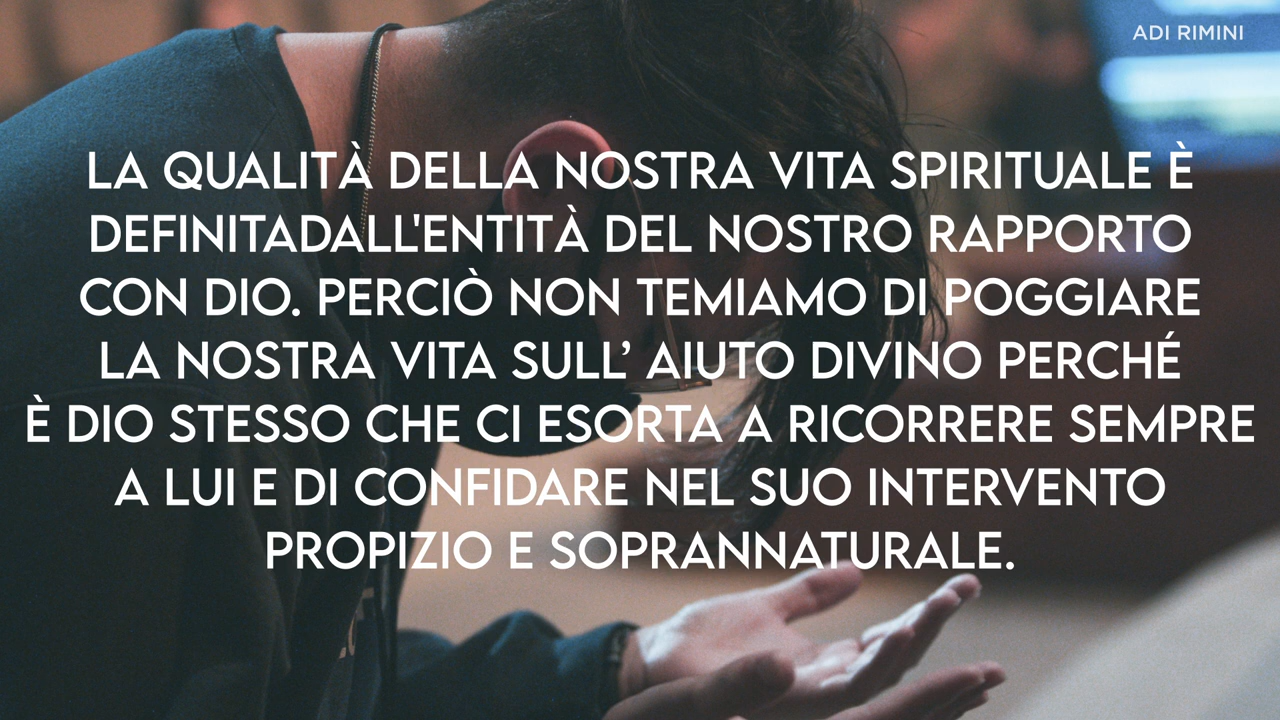 ADI RIMINI
LA QUALITÀ DELLA NOSTRA VITA SPIRITUALE È
DEFINITADALL'ENTITÀ DEL NOSTRO RAPPORTO
CON DIO. PERCIÒ NON TEMIAMO DI POGGIARE
LA NOSTRA VITA SULL’ AIUTO DIVINO PERCHÉ
È DIO STESSO CHE CI ESORTA A RICORRERE SEMPRE
A LUI E DI CONFIDARE NEL SUO INTERVENTO
PROPIZIO E SOPRANNATURALE.